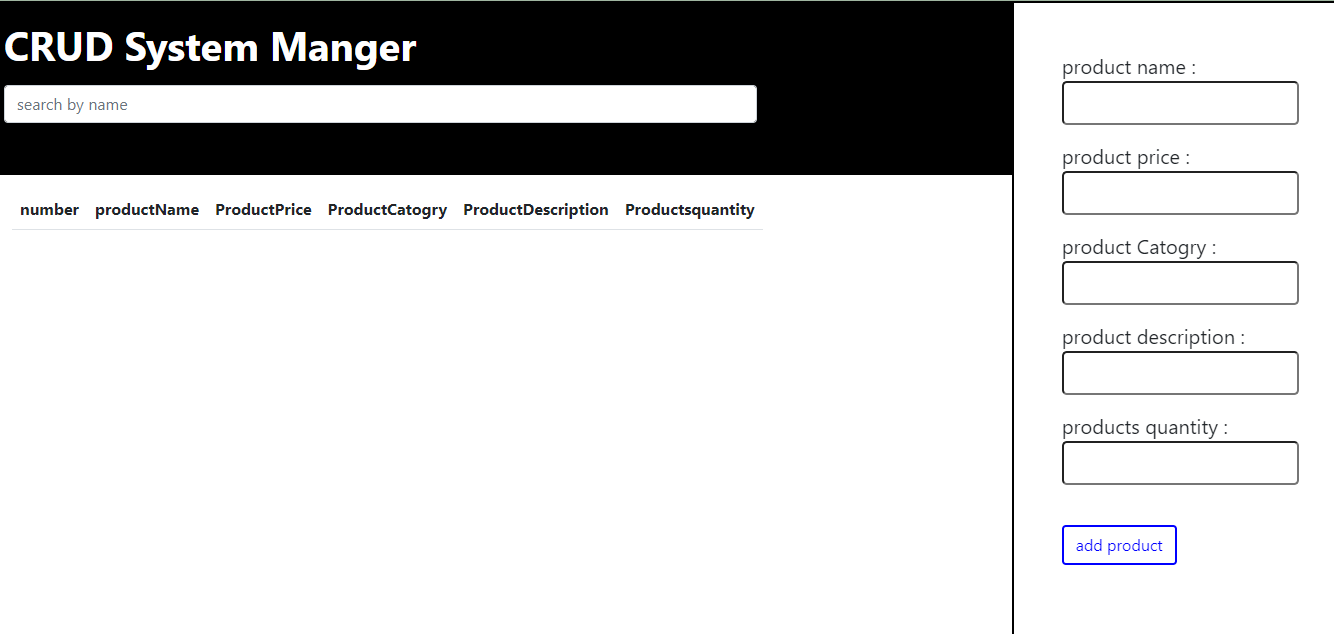 CRUD System Manger
search by name
number productName ProductPrice ProductCatogry ProductDescription Productsquantity
product name :
product price :
product Catogry :
product description :
products quantity :
add product